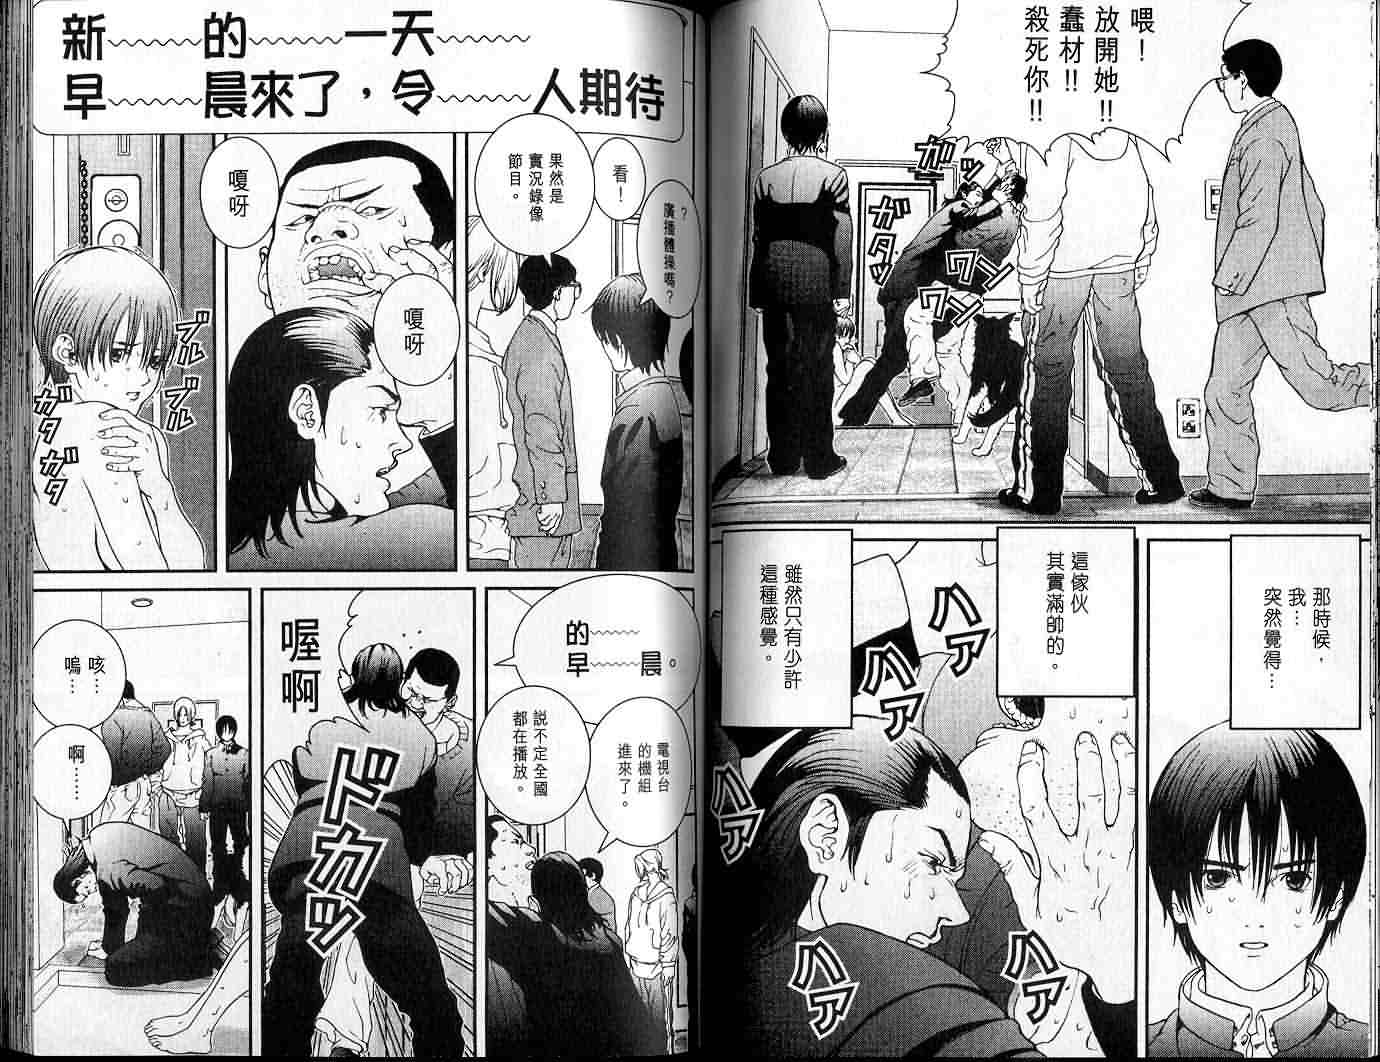 喂！
放開她!!
蠢材!!
殺死你!!
ガッ
ガタッ
ワン
ワン
那時候，
我…
突然覺得…
這傢伙
其實滿帥的。
雖然只有少許
這種感覺。
ハァ
ハァ
ハァ
ハァ
ハァ
新　的　一天
早　晨來了，令　人期待
？
廣播體操嗎？
看！
果然是
實況錄像
節目。
嗄呀
嗄呀
ブル
ブル
ガタ
ガタ
的
早　晨。
電視台
的機組
進來了。
說不定全國
都在播放。
喔
啊
ドカッ
咳…
嗚…
啊……